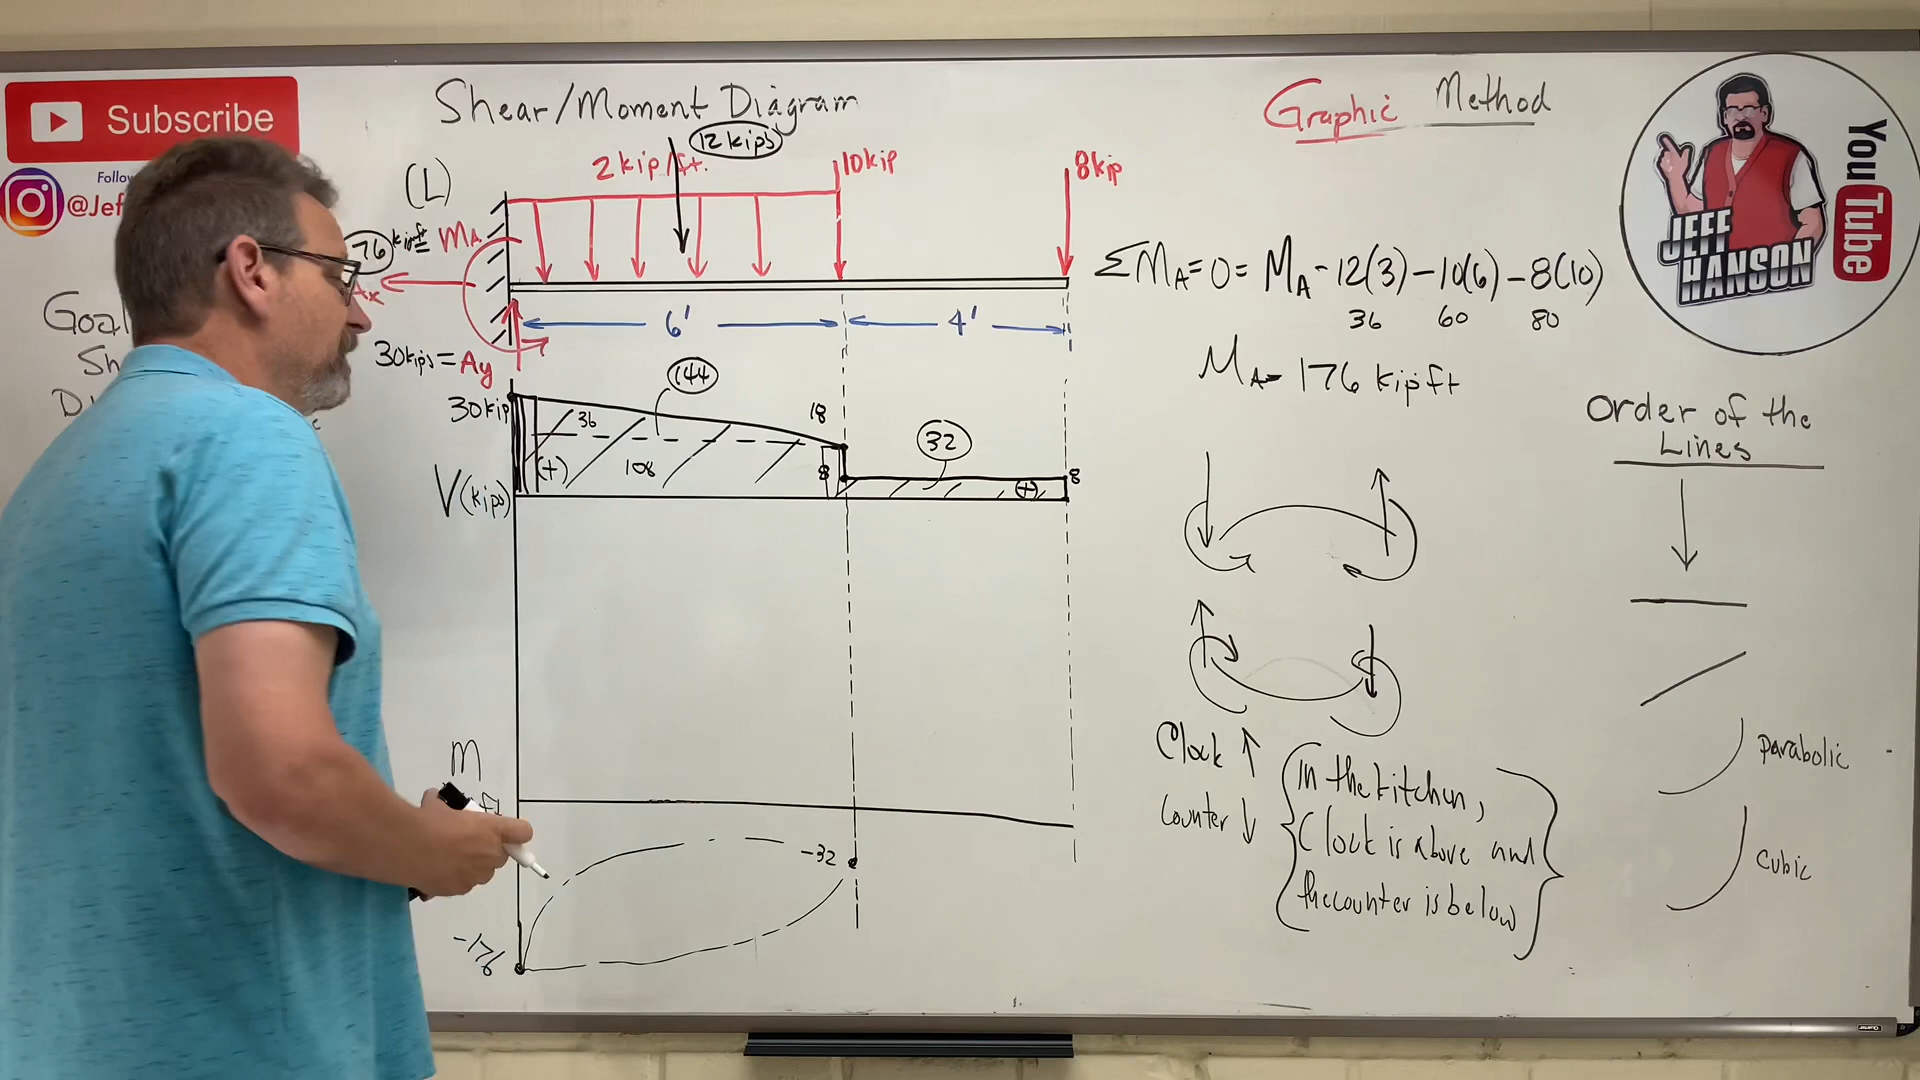 Subscribe
Follow
@Jef
Shear/Moment Diagram
Graphic Method
YouTube
JEFF
HANSON
12 kips
(L)
2 kip/ft.
10 kip
8 kip
76 kip ft = MA
Ax
6'
4'
30 kips = Ay
ΣMA = 0 = MA - 12(3) - 10(6) - 8(10)
36 60 80
MA = 176 kip ft
Goal
Sh
D
144
30 kip
36
18
(+)
108
8
32
(+)
8
V (kips)
Order of the
Lines
M
ft
-32
-176
Clock ↑
Counter ↓
In the kitchen,
Clock is above and
the counter is below
parabolic
cubic